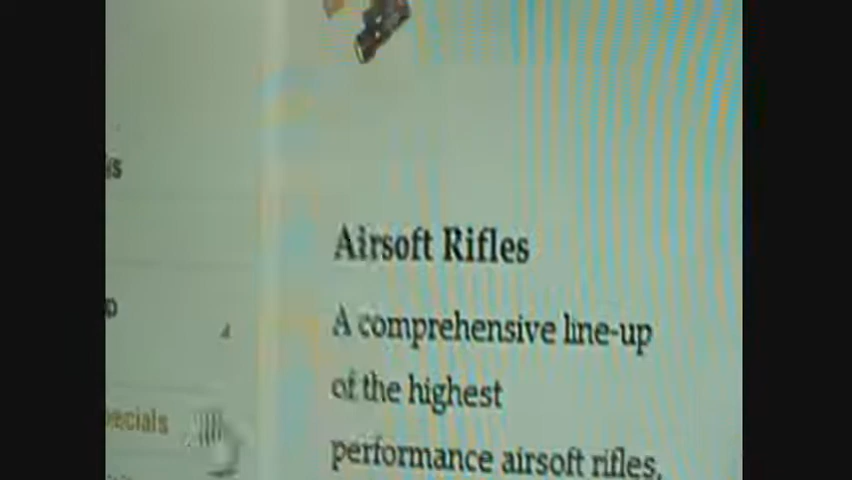 Airsoft Rifles
A comprehensive line-up
of the highest
performance airsoft rifles,